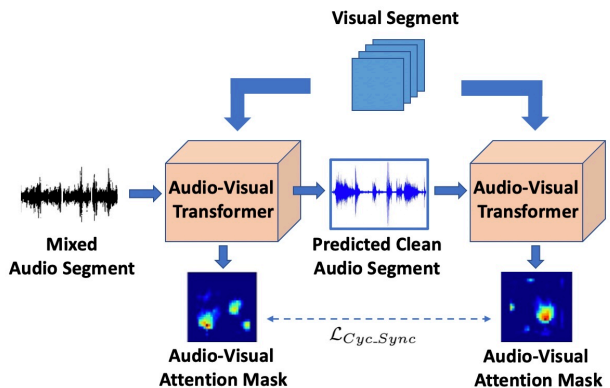 Visual Segment
Audio-Visual
Transformer
Audio-Visual
Transformer
Mixed
Audio Segment
Predicted Clean
Audio Segment
ℒCyc_Sync
Audio-Visual
Attention Mask
Audio-Visual
Attention Mask